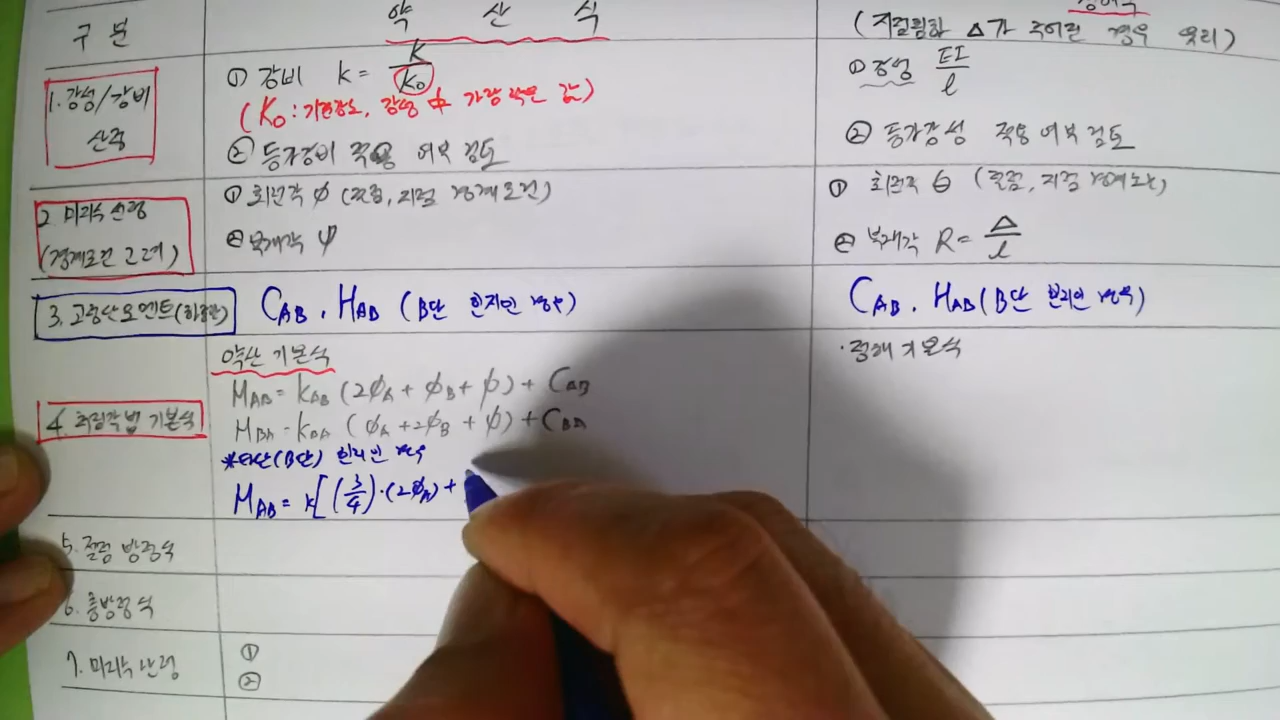 구분
약 산 식
(지점침하 Δ가 주어진 경우 유리)
1. 강성/강비
산정
① 강비 k = K/K₀
(K₀: 기준강도, 강성 中 가장 작은 값)
② 등가강비 적용 여부 검토
① 강성 EI/l
② 등가강성 적용 여부 검토
2. 미지수 설정
(경계조건 고려)
① 회전각 φ (절점, 지점 경계조건)
② 부재각 ψ
① 회전각 θ (절점, 지점 경계조건)
② 부재각 R = Δ/l
3. 고정단모멘트(하중항)
C_AB, H_AB (B단 힌지인 경우)
C_AB, H_AB (B단 힌지인 경우)
4. 처짐각법 기본식
약산 기본식
M_AB = k_AB (2φ_A + φ_B + ψ) + C_AB
M_BA = k_BA (φ_A + 2φ_B + ψ) + C_BA
*타단(B단) 힌지인 경우
M_AB = k[(3/4)·(2φ_A) +
·정해 기본식
5. 절점 방정식
6. 층방정식
7. 미지수 산정
①
②